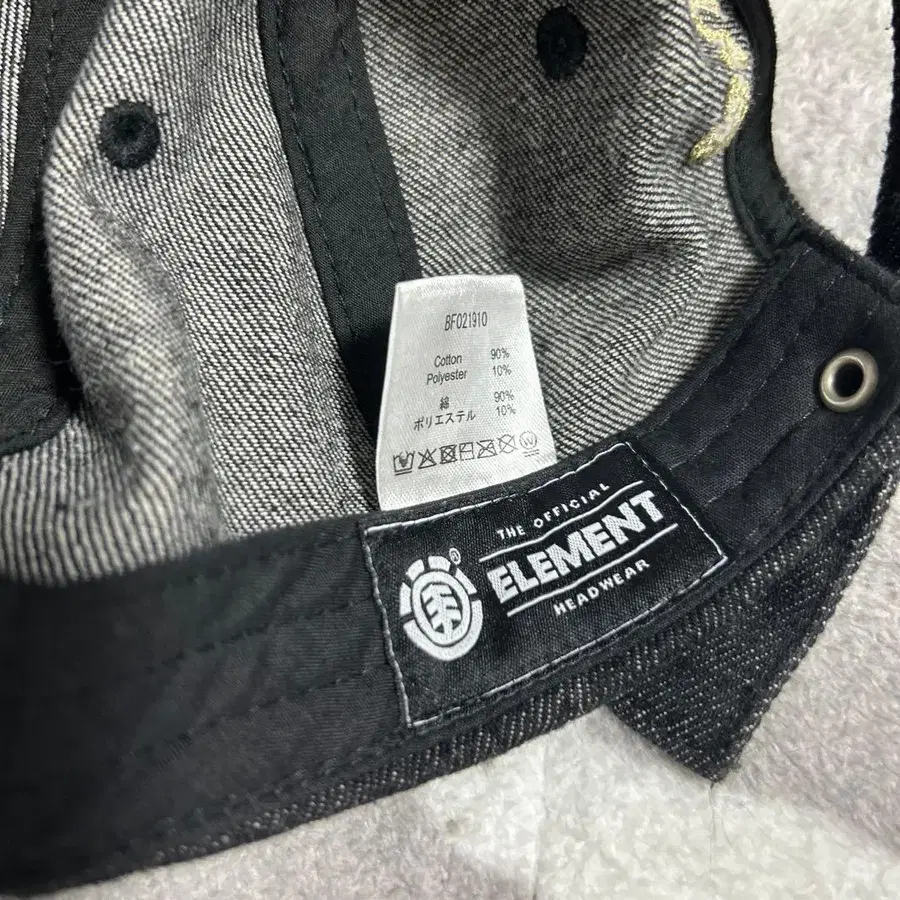 BF021910
Cotton 90%
Polyester 10%
綿 90%
ポリエステル 10%
W
®
THE OFFICIAL
ELEMENT
HEADWEAR